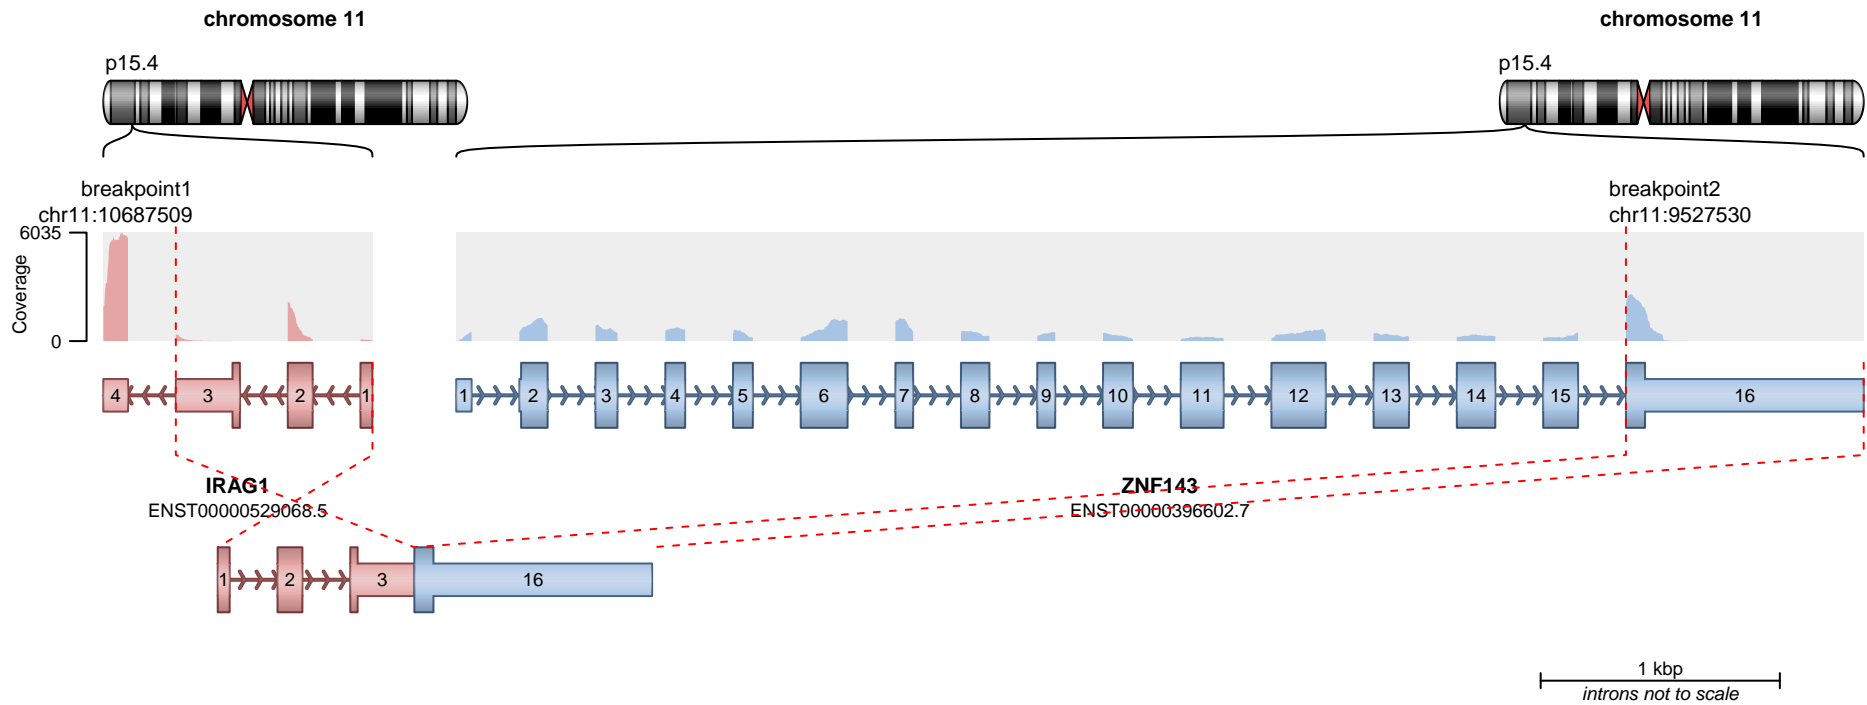 chromosome 11
chromosome 11
p15.4
p15.4
breakpoint1
chr11:10687509
breakpoint2
chr11:9527530
6035
Coverage
0
4 3 2 1
1 2 3 4 5 6 7 8 9 10 11 12 13 14 15 16
IRAG1
ENST00000529068.5
ZNF143
ENST00000396602.7
1 2 3 16
1 kbp
introns not to scale